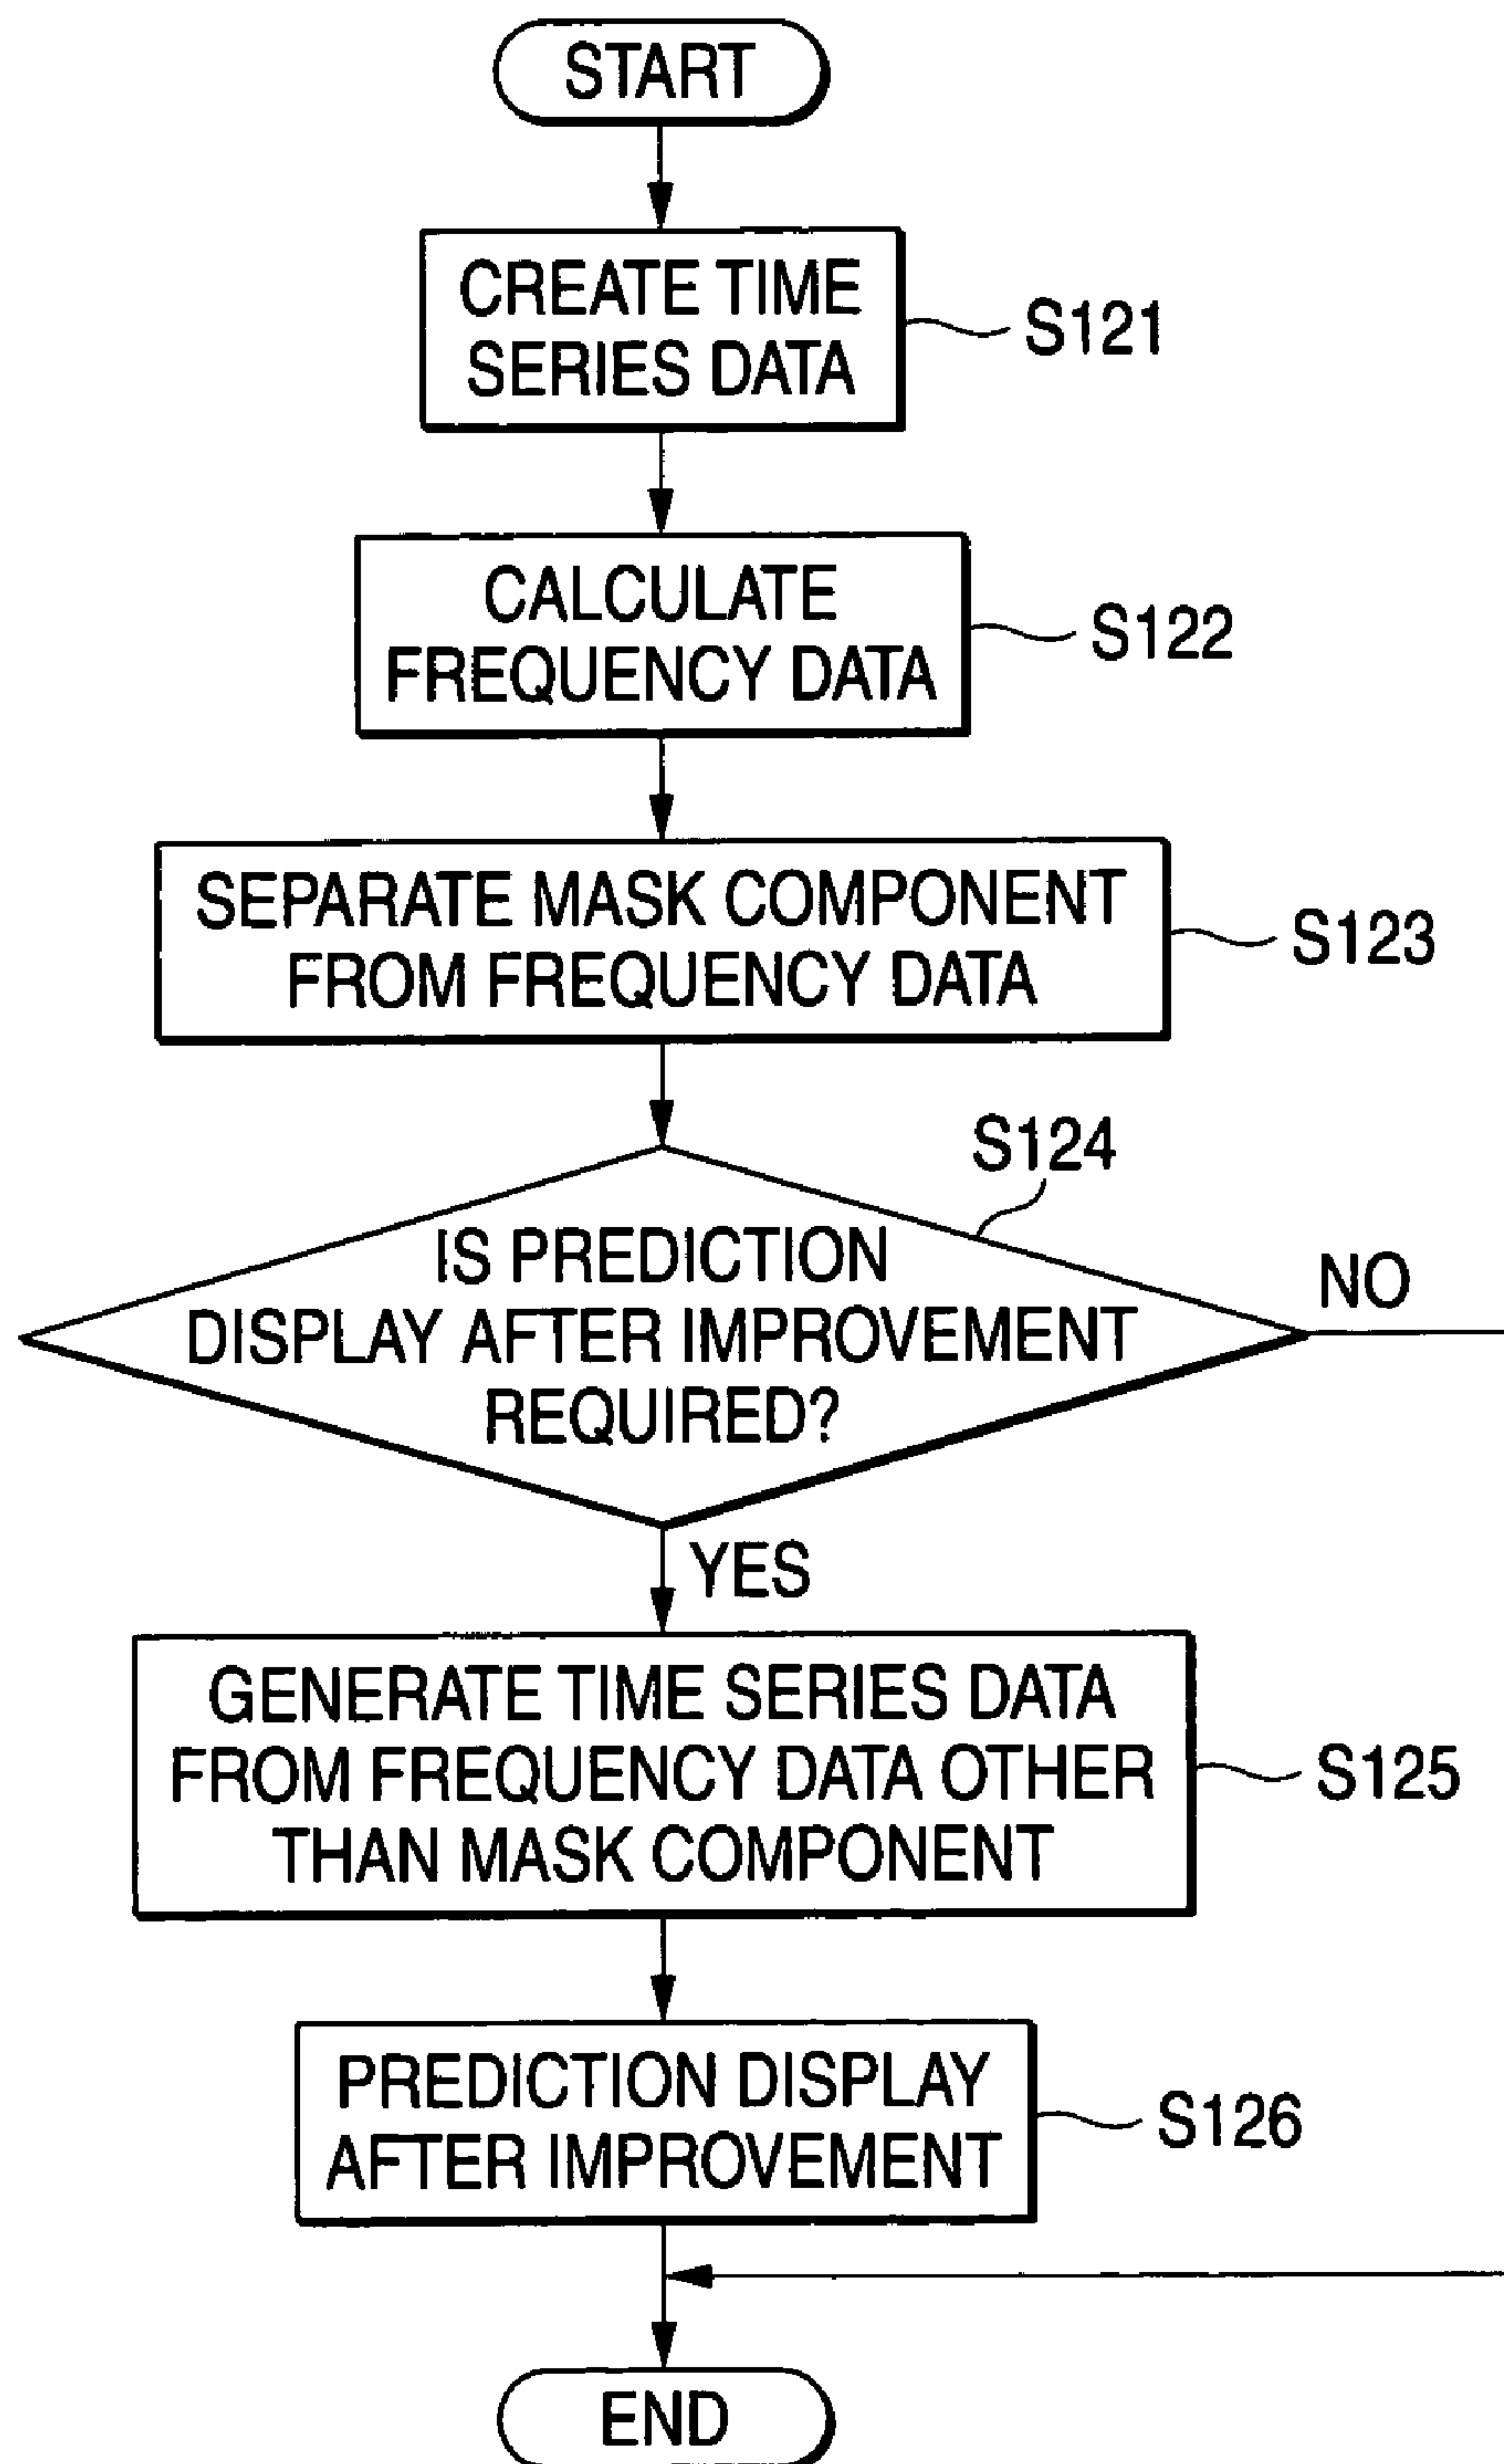 START
CREATE TIME
SERIES DATA
S121
CALCULATE
FREQUENCY DATA
S122
SEPARATE MASK COMPONENT
FROM FREQUENCY DATA
S123
S124
IS PREDICTION
DISPLAY AFTER IMPROVEMENT
REQUIRED?
NO
YES
GENERATE TIME SERIES DATA
FROM FREQUENCY DATA OTHER
THAN MASK COMPONENT
S125
PREDICTION DISPLAY
AFTER IMPROVEMENT
S126
END